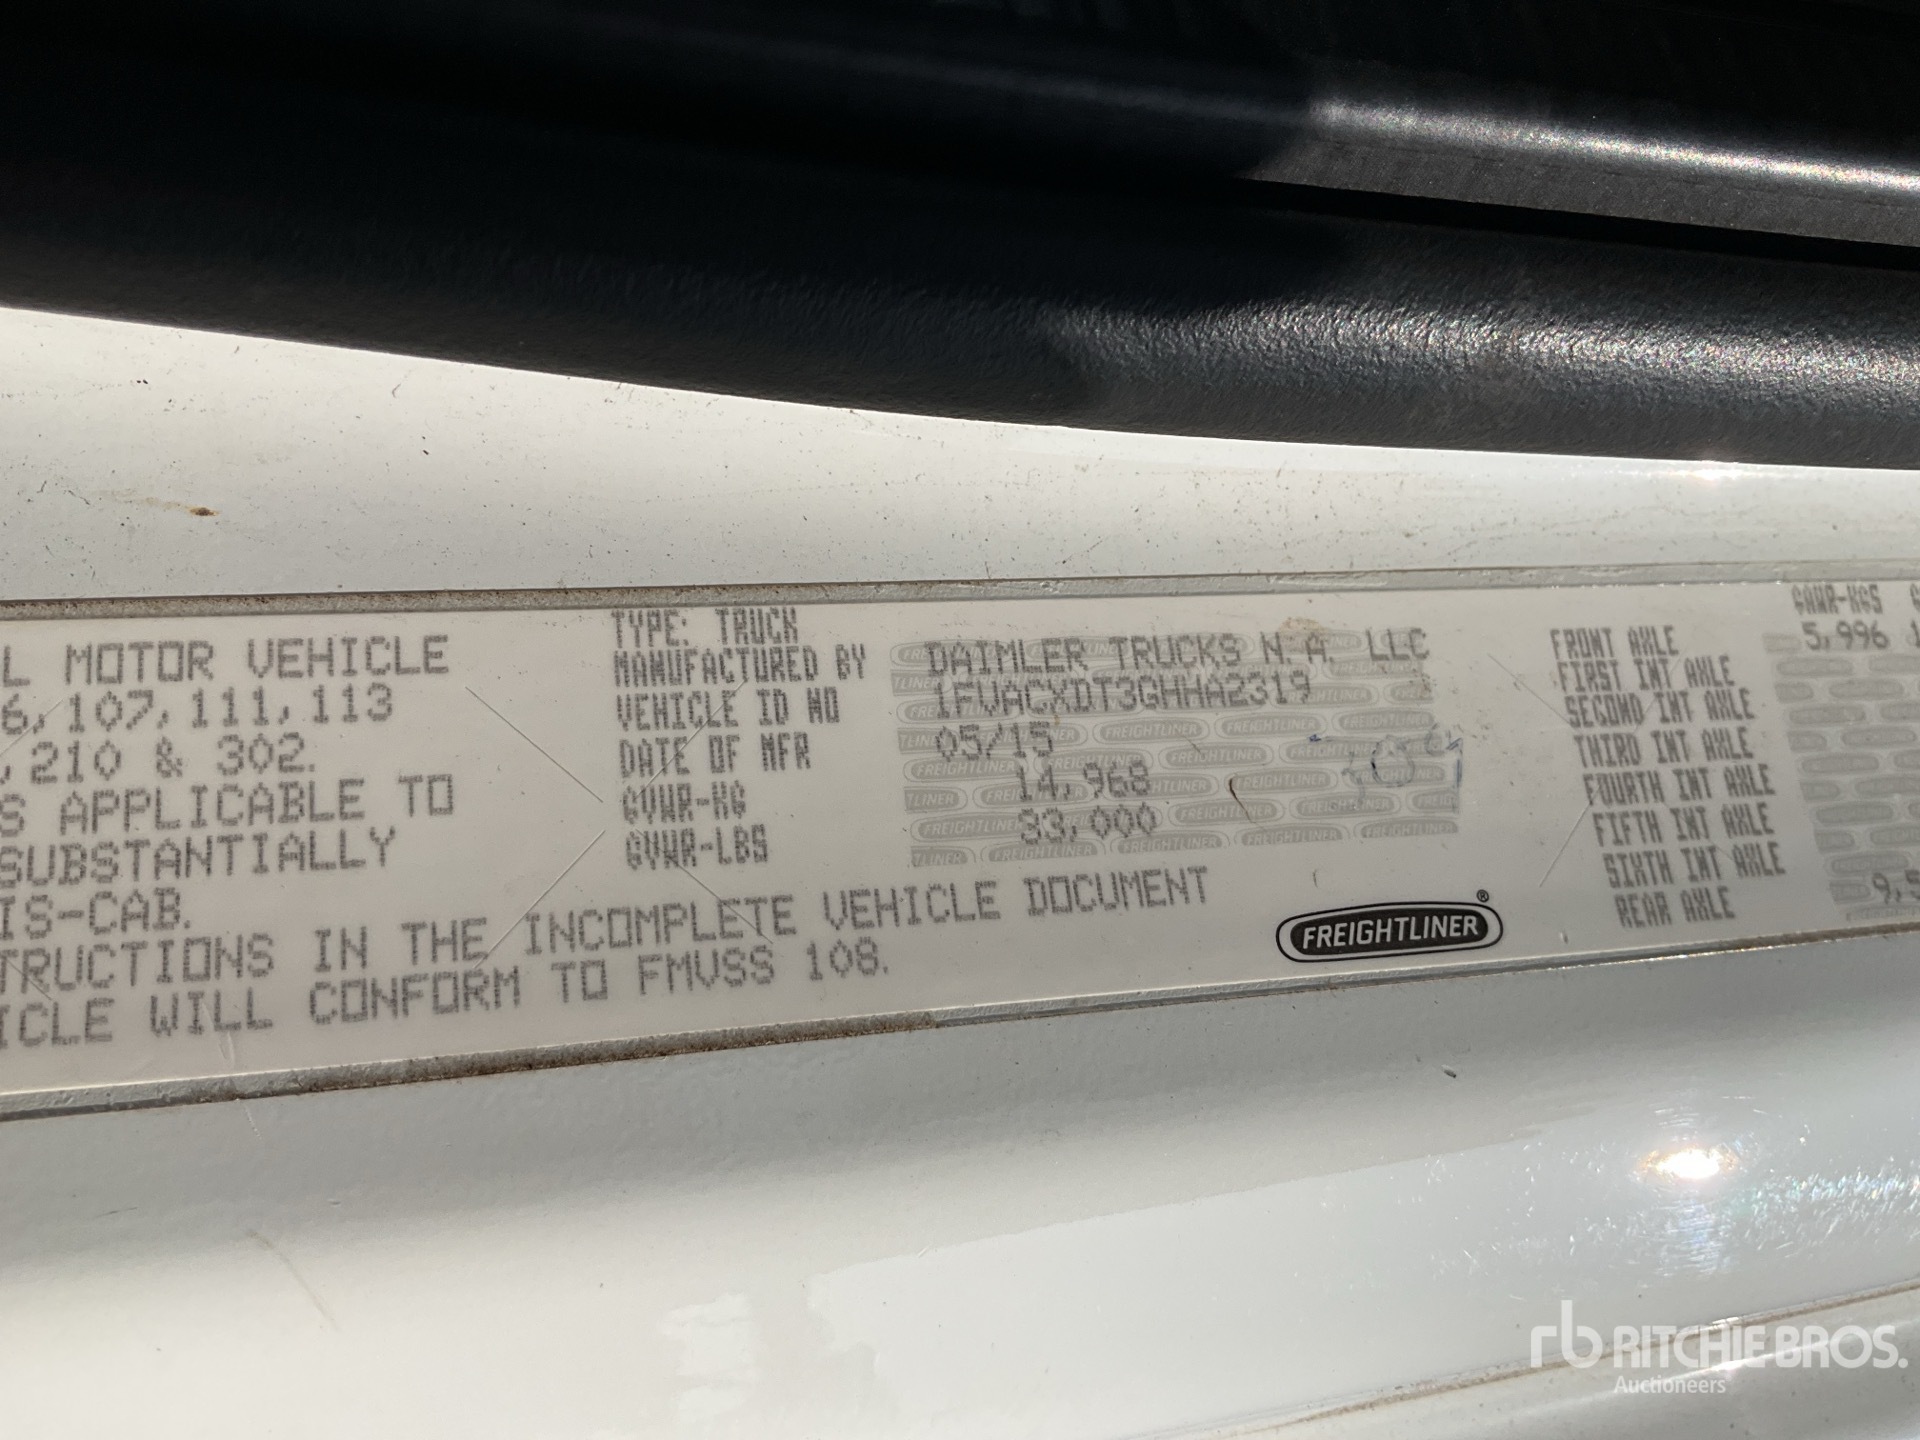 L MOTOR VEHICLE
6, 107, 111, 113
, 210 & 302.
S APPLICABLE TO
SUBSTANTIALLY
IS-CAB.
TRUCTIONS IN THE INCOMPLETE VEHICLE DOCUMENT
ICLE WILL CONFORM TO FMVSS 108.
TYPE: TRUCK
MANUFACTURED BY DAIMLER TRUCKS N.A. LLC
VEHICLE ID NO 1FVACXDT3GHHA2319
DATE OF MFR 05/15
GVWR-KG 14,968
GVWR-LBS 33,000
FREIGHTLINER®
GAWR-KGS
FRONT AXLE 5,996 1
FIRST INT AXLE
SECOND INT AXLE
THIRD INT AXLE
FOURTH INT AXLE
FIFTH INT AXLE
SIXTH INT AXLE
REAR AXLE 9,5
rb RITCHIE BROS.
Auctioneers